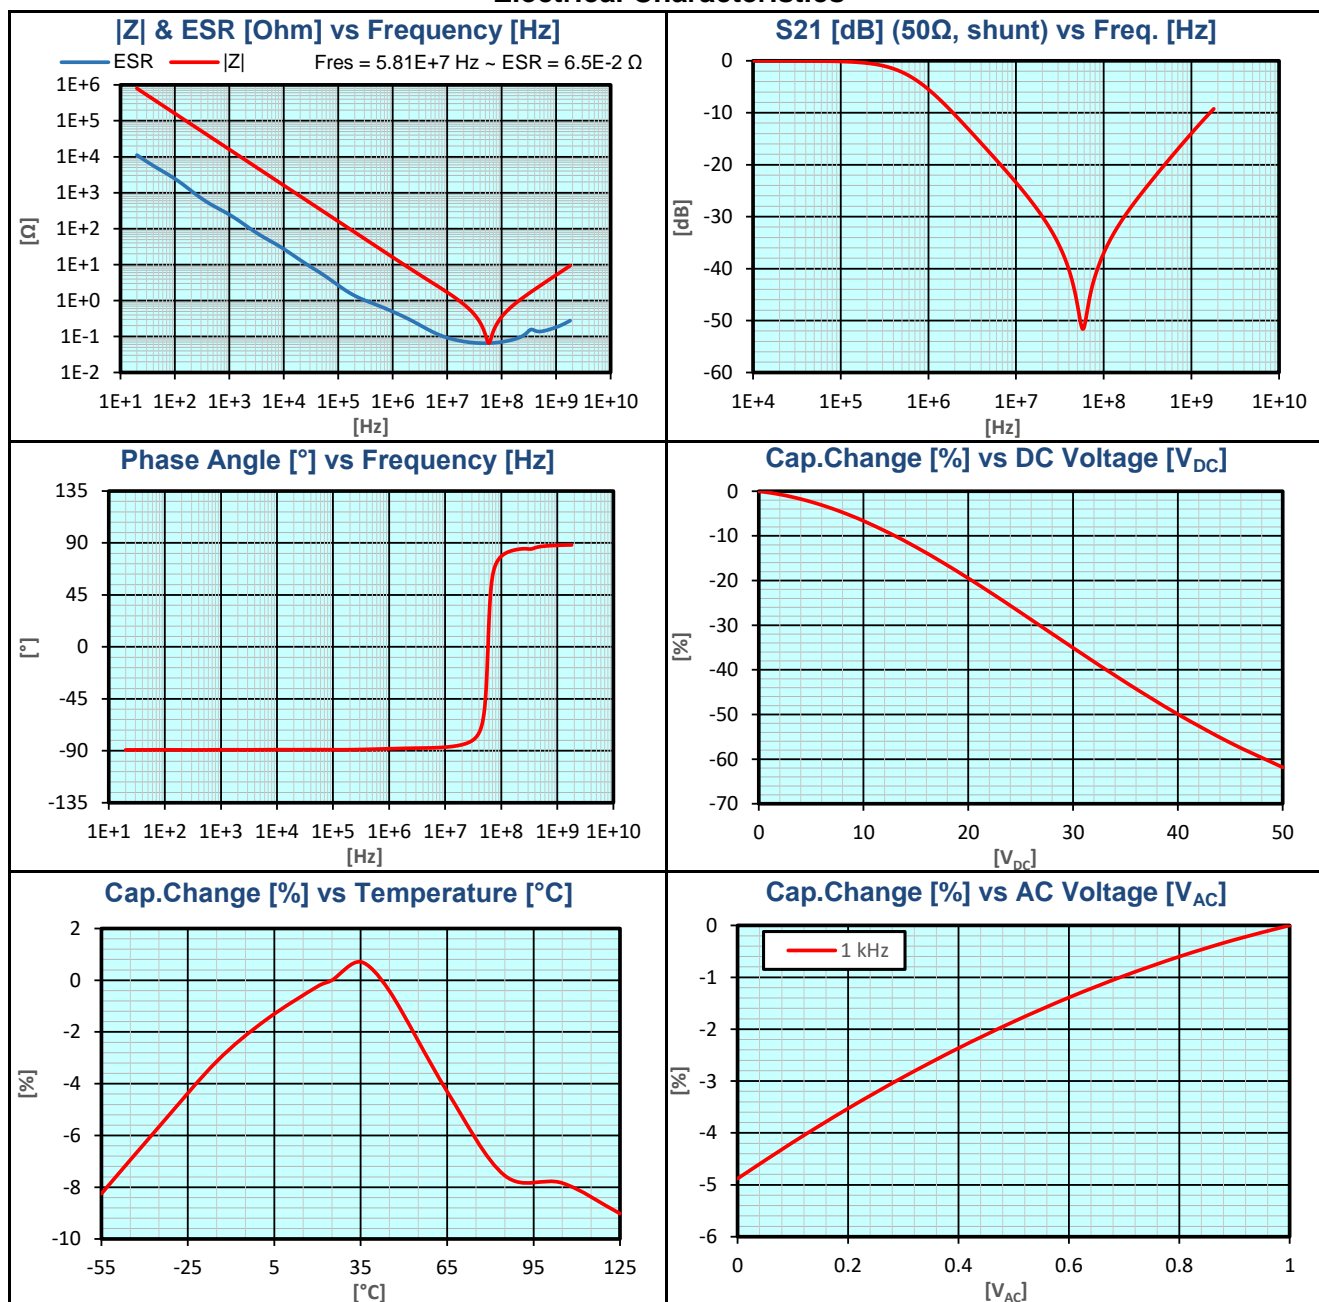 Electrical Characteristics
|Z| & ESR [Ohm] vs Frequency [Hz]
ESR |Z| Fres = 5.81E+7 Hz ~ ESR = 6.5E-2 Ω
1E+6
1E+5
1E+4
1E+3
1E+2
1E+1
1E+0
1E-1
1E-2
[Ω]
1E+1 1E+2 1E+3 1E+4 1E+5 1E+6 1E+7 1E+8 1E+9 1E+10
[Hz]
S21 [dB] (50Ω, shunt) vs Freq. [Hz]
0
-10
-20
-30
-40
-50
-60
[dB]
1E+4 1E+5 1E+6 1E+7 1E+8 1E+9 1E+10
[Hz]
Phase Angle [°] vs Frequency [Hz]
135
90
45
0
-45
-90
-135
[°]
1E+1 1E+2 1E+3 1E+4 1E+5 1E+6 1E+7 1E+8 1E+9 1E+10
[Hz]
Cap.Change [%] vs DC Voltage [VDC]
0
-10
-20
-30
-40
-50
-60
-70
[%]
0 10 20 30 40 50
[VDC]
Cap.Change [%] vs Temperature [°C]
2
0
-2
-4
-6
-8
-10
[%]
-55 -25 5 35 65 95 125
[°C]
Cap.Change [%] vs AC Voltage [VAC]
1 kHz
0
-1
-2
-3
-4
-5
-6
[%]
0 0.2 0.4 0.6 0.8 1
[VAC]